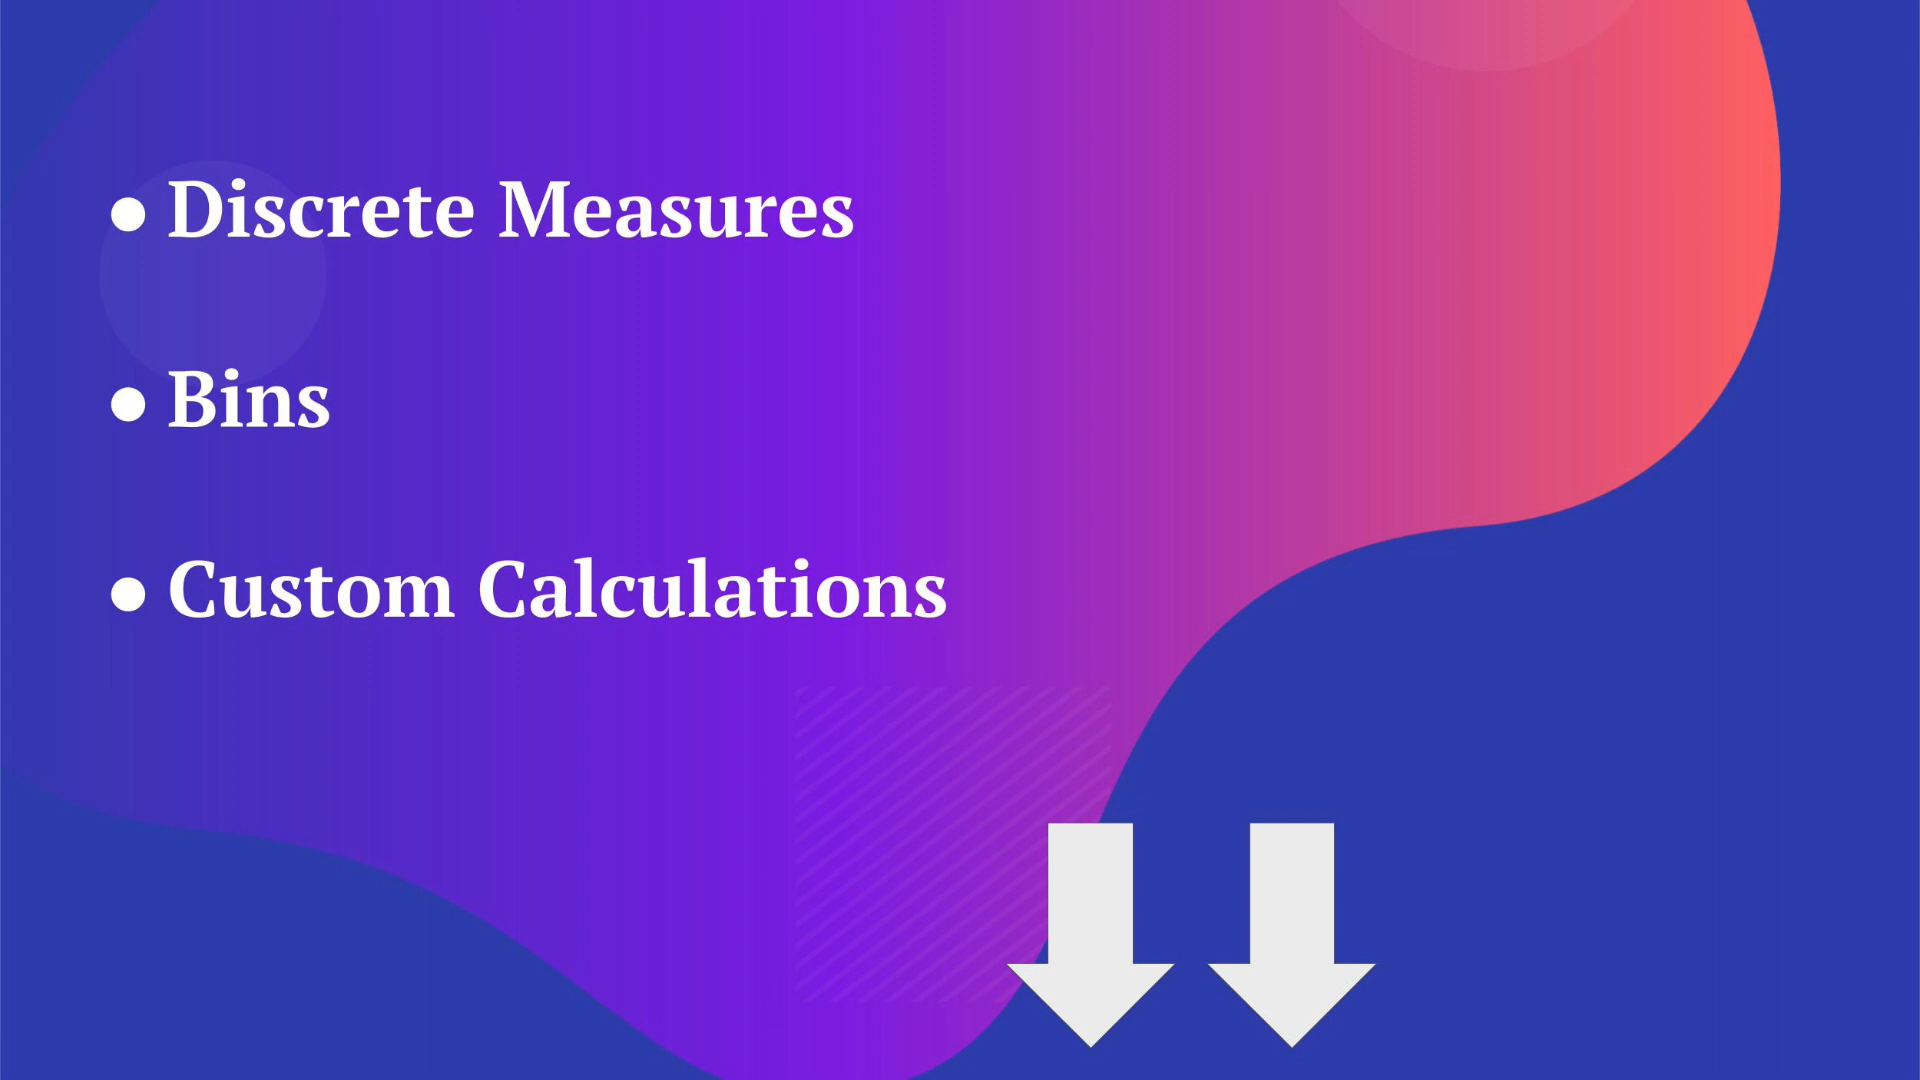 • Discrete Measures
• Bins
• Custom Calculations